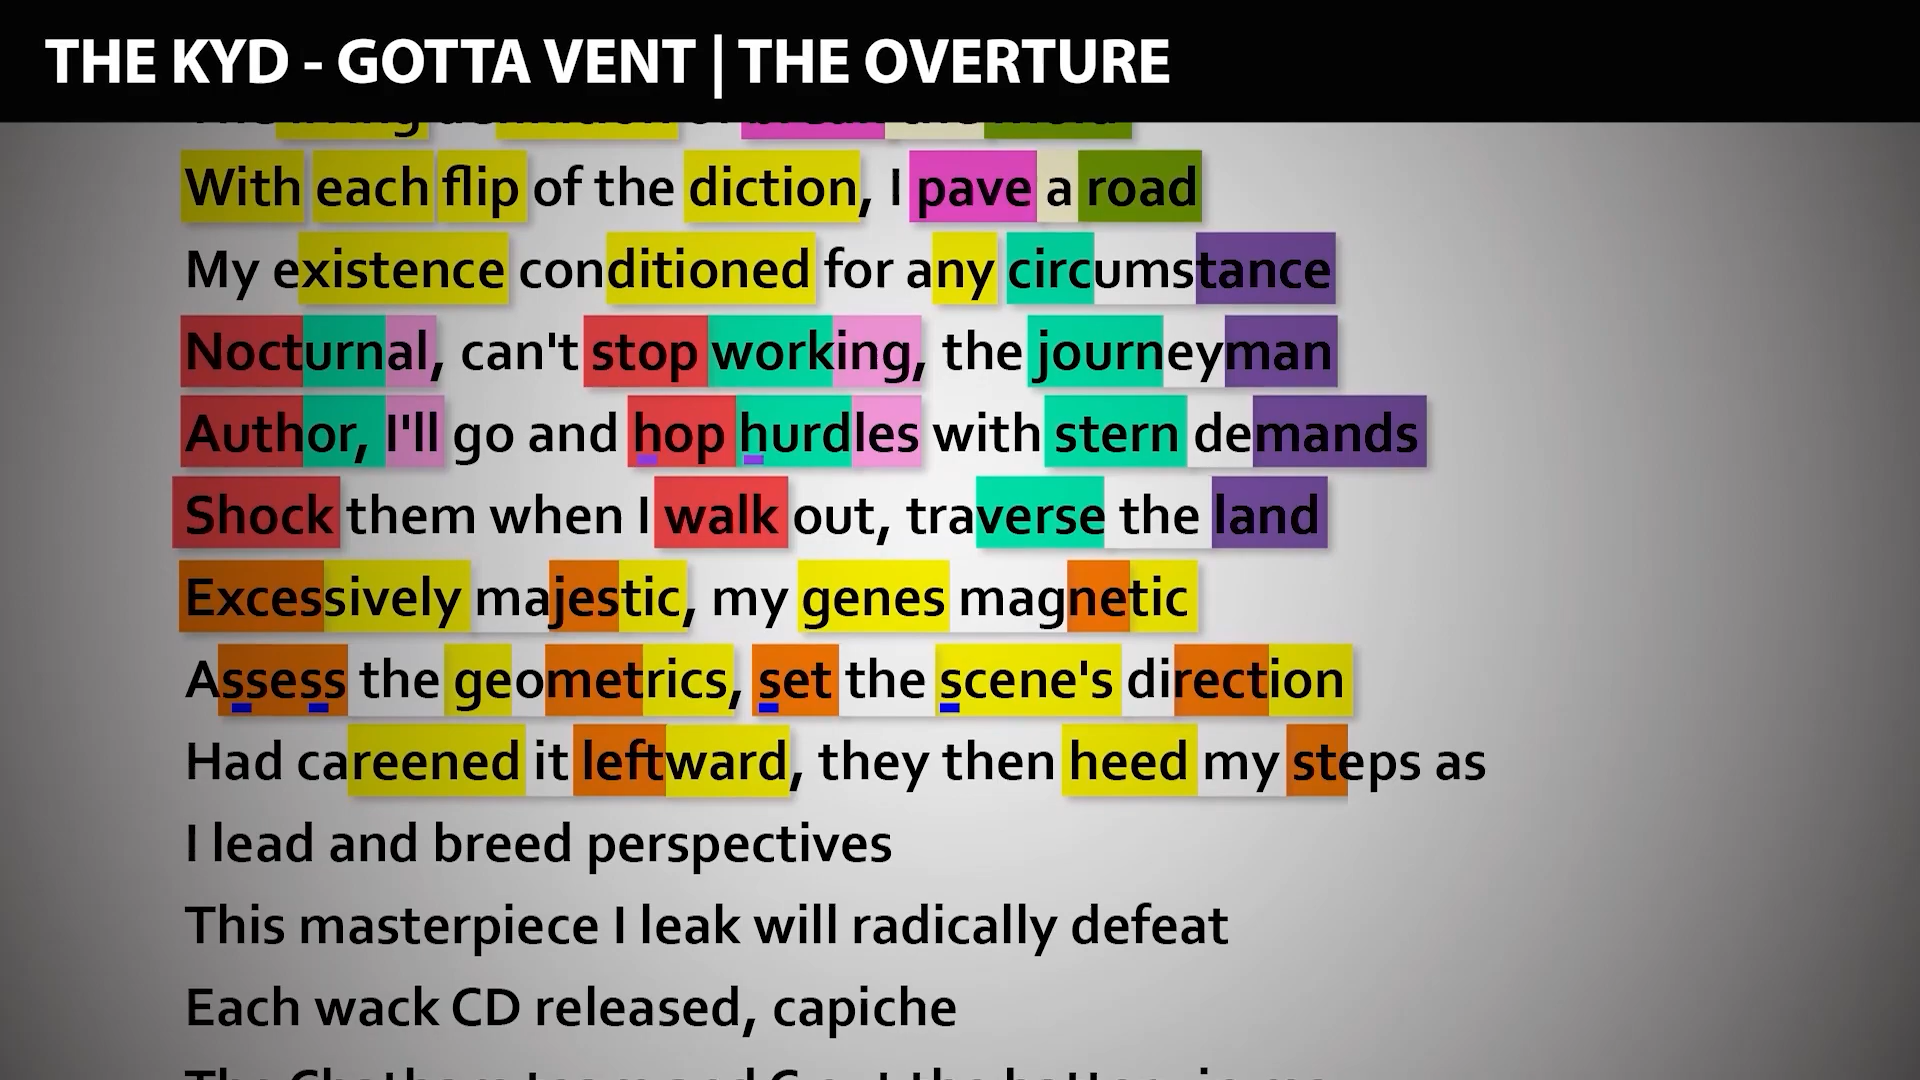 THE KYD - GOTTA VENT | THE OVERTURE
With each flip of the diction, I pave a road
My existence conditioned for any circumstance
Nocturnal, can't stop working, the journeyman
Author, I'll go and hop hurdles with stern demands
Shock them when I walk out, traverse the land
Excessively majestic, my genes magnetic
Assess the geometrics, set the scene's direction
Had careened it leftward, they then heed my steps as
I lead and breed perspectives
This masterpiece I leak will radically defeat
Each wack CD released, capiche